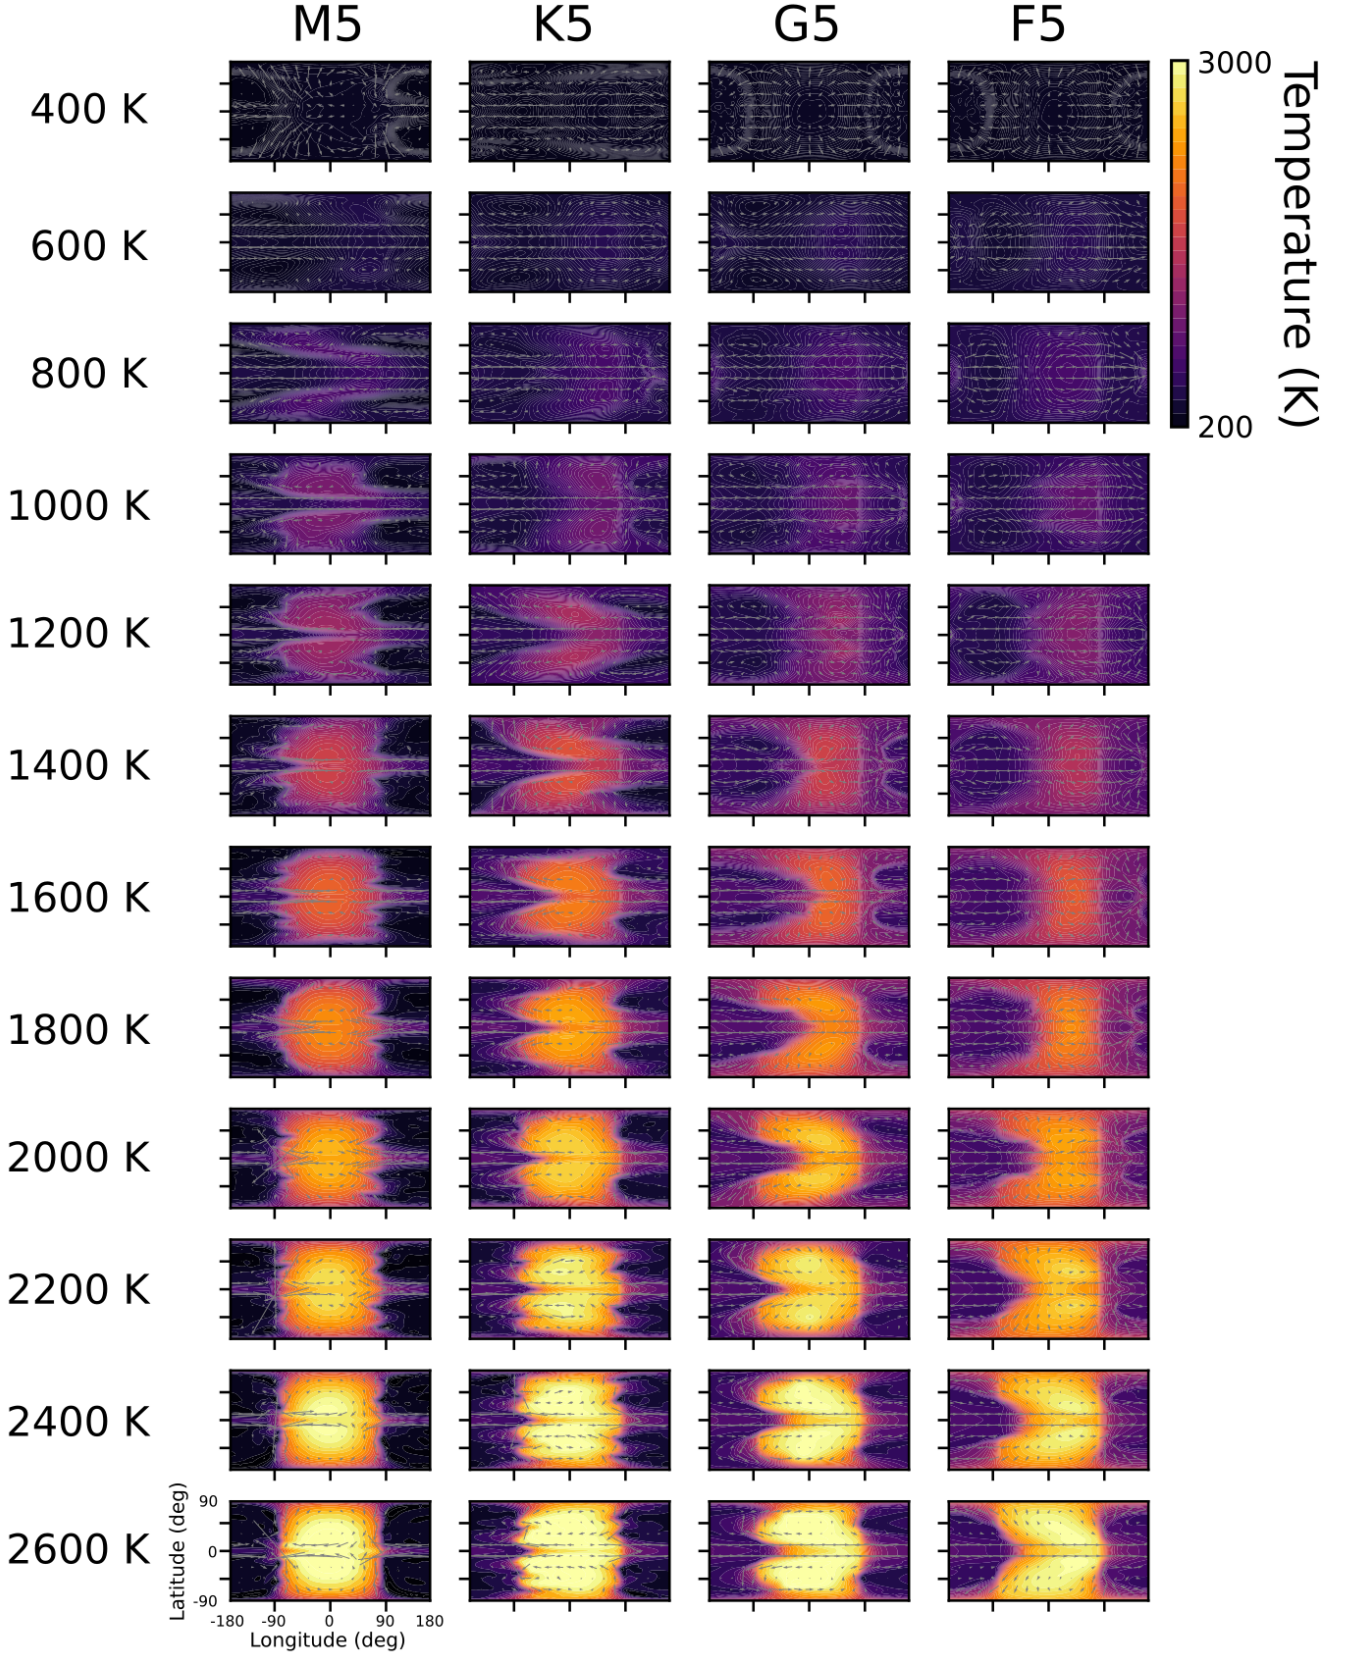 M5 K5 G5 F5
3000
Temperature (K)
200
400 K
600 K
800 K
1000 K
1200 K
1400 K
1600 K
1800 K
2000 K
2200 K
2400 K
2600 K
Latitude (deg)
90
0
-90
-180 -90 0 90 180
Longitude (deg)